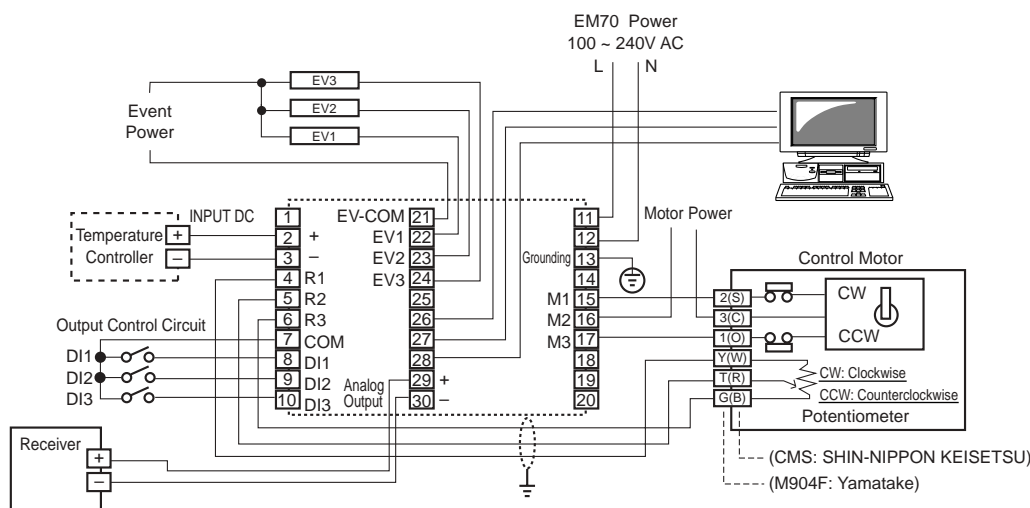 EM70 Power
100 ~ 240V AC
L N
EV3
EV2
EV1
Event
Power
INPUT DC
Temperature +
Controller −
1
2 +
3 −
4 R1
5 R2
6 R3
7 COM
8 DI1
9 DI2
10 DI3
EV-COM 21
EV1 22
EV2 23
EV3 24
25
26
27
28
Analog
Output
29 +
30 −
11
12
Grounding 13
14
M1 15
M2 16
M3 17
18
19
20
Motor Power
Control Motor
2(S)
3(C)
1(O)
Y(W)
T(R)
G(B)
CW
CCW
CW: Clockwise
CCW: Counterclockwise
Potentiometer
Output Control Circuit
DI1
DI2
DI3
Receiver
+
−
(CMS: SHIN-NIPPON KEISETSU)
(M904F: Yamatake)